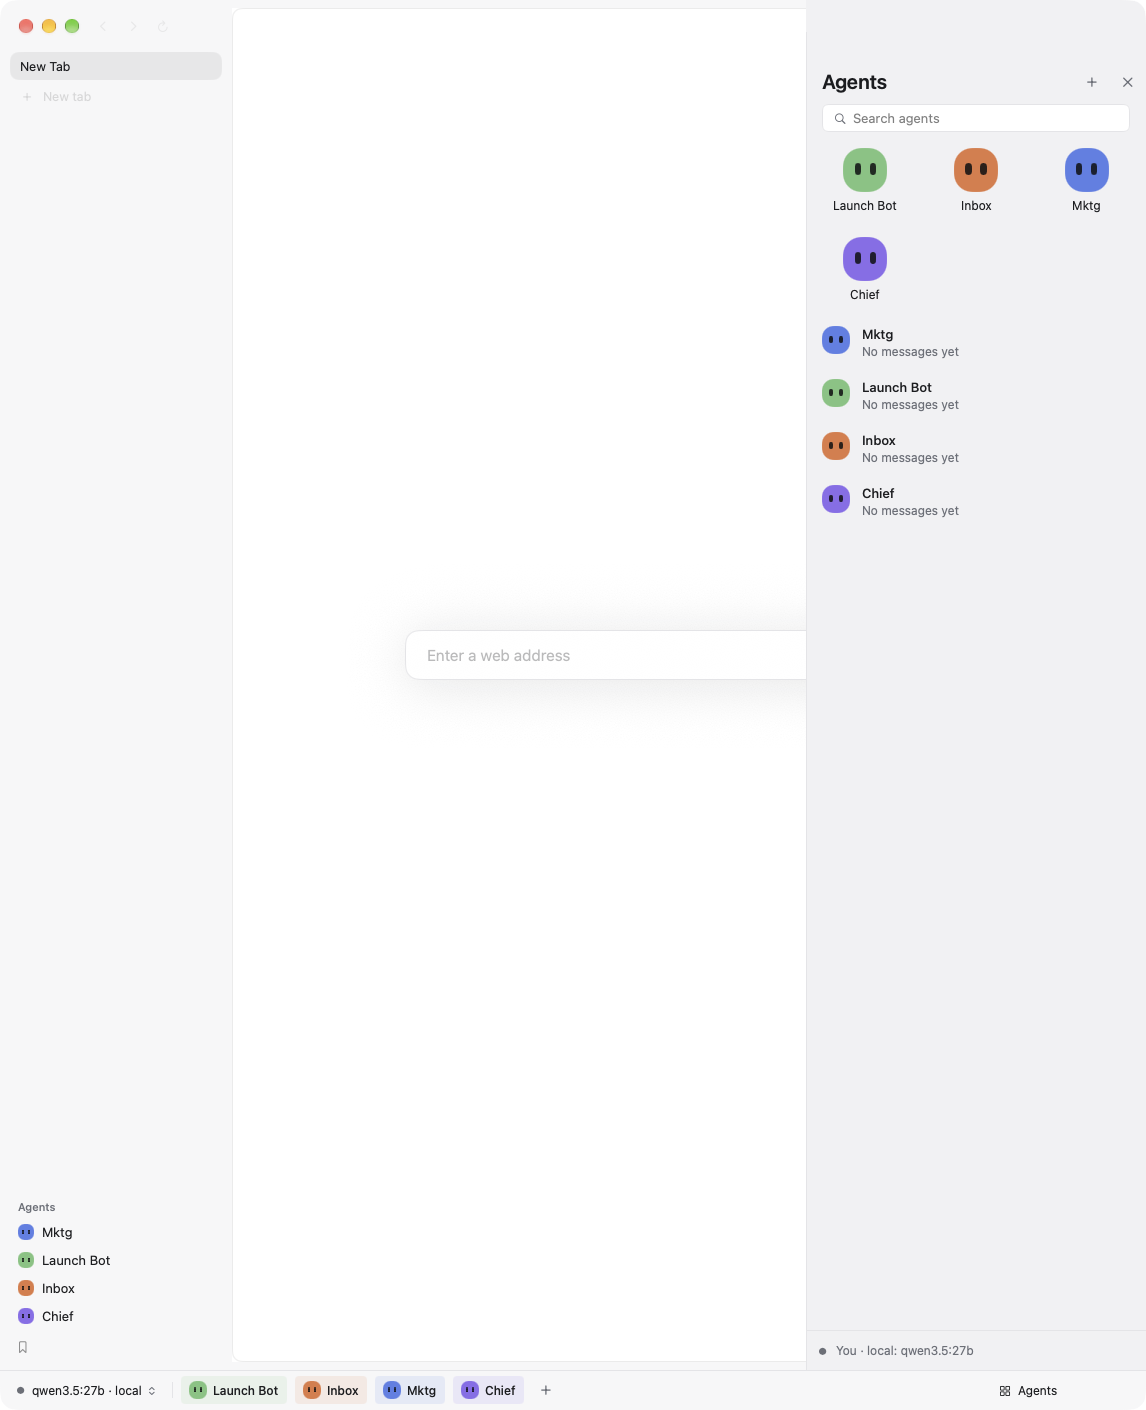 New Tab
New tab
Agents
Mktg
Launch Bot
Inbox
Chief
Enter a web address
Agents
Search agents
Launch Bot
Inbox
Mktg
Chief
Mktg
No messages yet
Launch Bot
No messages yet
Inbox
No messages yet
Chief
No messages yet
You · local: qwen3.5:27b
qwen3.5:27b · local
Launch Bot
Inbox
Mktg
Chief
Agents